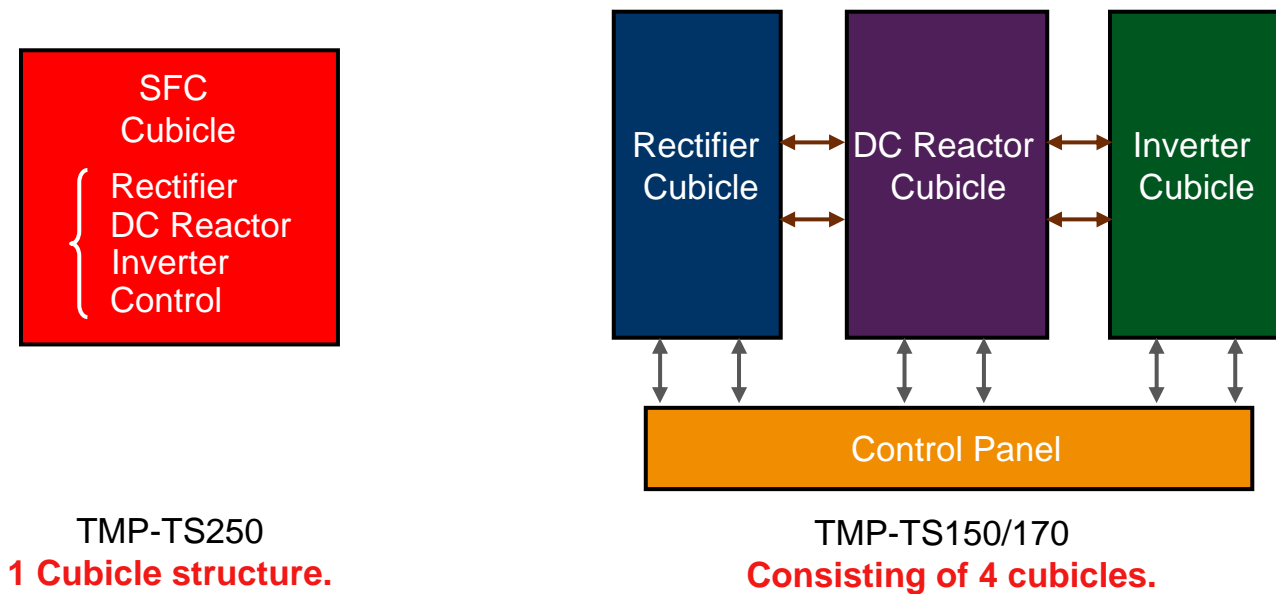 SFC
Cubicle
Rectifier
DC Reactor
Inverter
Control
TMP-TS250
1 Cubicle structure.
Rectifier
Cubicle
DC Reactor
Cubicle
Inverter
Cubicle
Control Panel
TMP-TS150/170
Consisting of 4 cubicles.